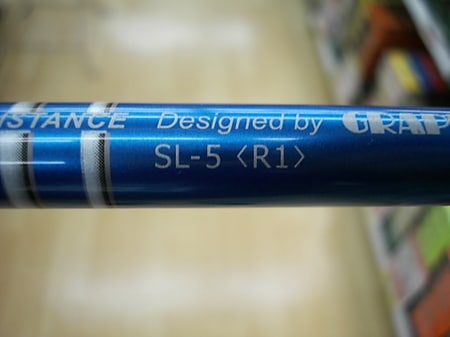 ISTANCE Designed by GRAP
SL-5 〈R1〉